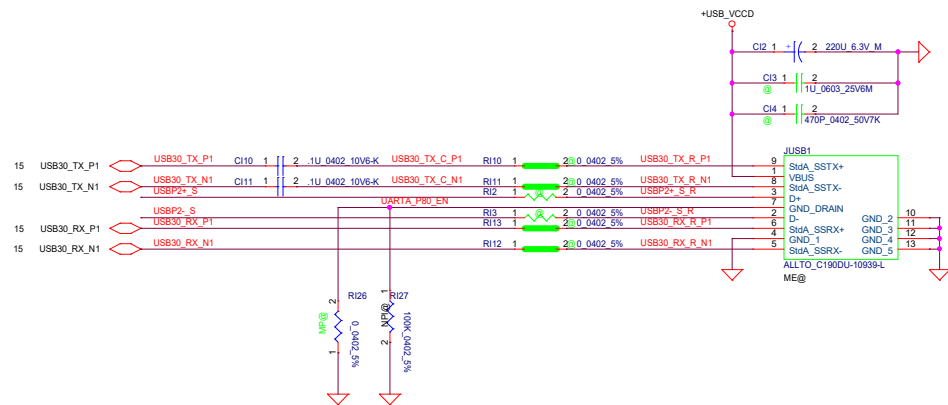 +USB_VCCD
CI2 1 + 2 220U_6.3V_M
CI3 1 2
@ 1U_0603_25V6M
CI4 1 2
@ 470P_0402_50V7K
JUSB1
15 USB30_TX_P1 USB30_TX_P1 CI10 1 2 .1U_0402_10V6-K USB30_TX_C_P1 RI10 1 2@ 0_0402_5% USB30_TX_R_P1 9 StdA_SSTX+
1 VBUS
15 USB30_TX_N1 USB30_TX_N1 CI11 1 2 .1U_0402_10V6-K USB30_TX_C_N1 RI11 1 2@ 0_0402_5% USB30_TX_R_N1 8 StdA_SSTX-
USBP2+_S RI2 1 @ 2 0_0402_5% USBP2+_S_R 3 D+
UARTA_P80_EN 7 GND_DRAIN
USBP2-_S RI3 1 @ 2 0_0402_5% USBP2-_S_R 2 D- GND_2 10
15 USB30_RX_P1 USB30_RX_P1 RI13 1 2@ 0_0402_5% USB30_RX_R_P1 6 StdA_SSRX+ GND_3 11
4 GND_1 GND_4 12
15 USB30_RX_N1 USB30_RX_N1 RI12 1 2@ 0_0402_5% USB30_RX_R_N1 5 StdA_SSRX- GND_5 13
ALLTO_C190DU-10939-L
ME@
2 RI26 1 RI27
MP@ NPI@
0_0402_5% 100K_0402_5%
1 2